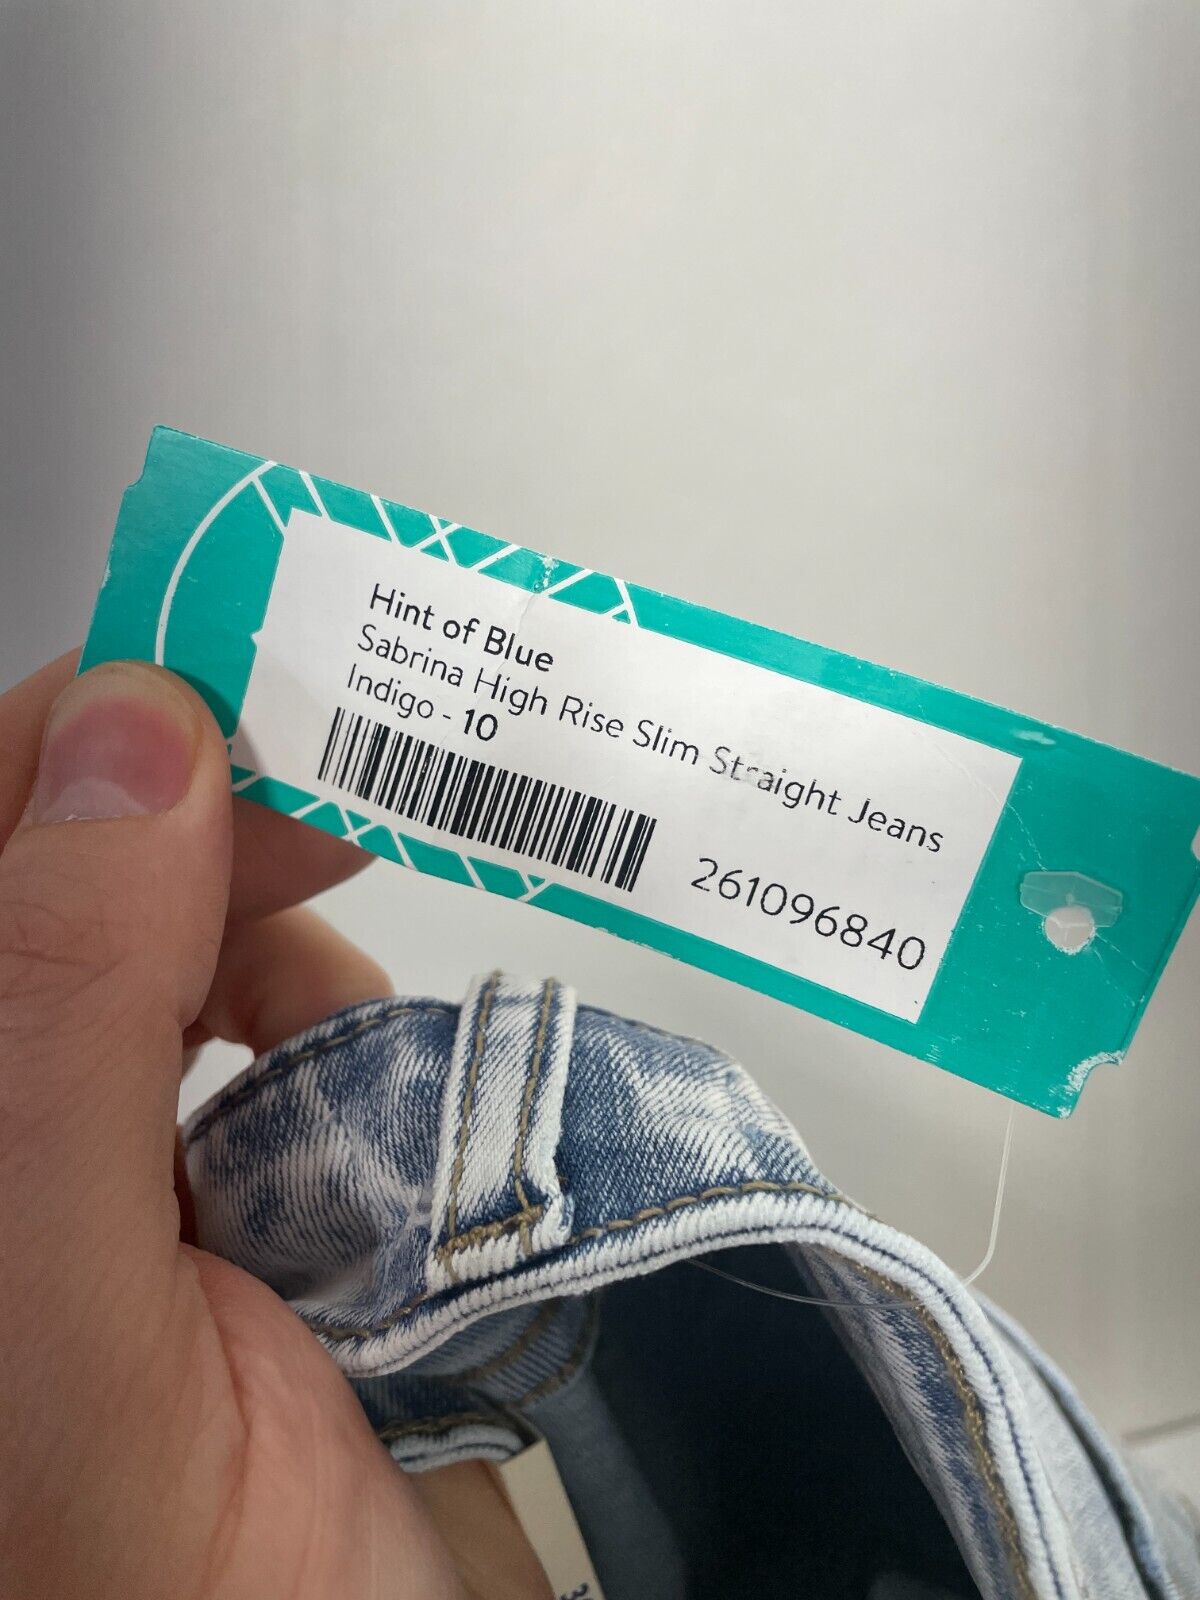 Hint of Blue
Sabrina High Rise Slim Straight Jeans
Indigo - 10
261096840